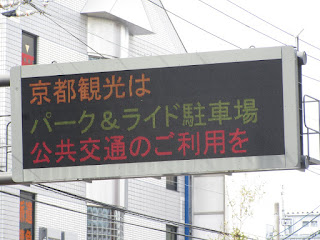 京都観光は
パーク&ライド駐車場
公共交通のご利用を